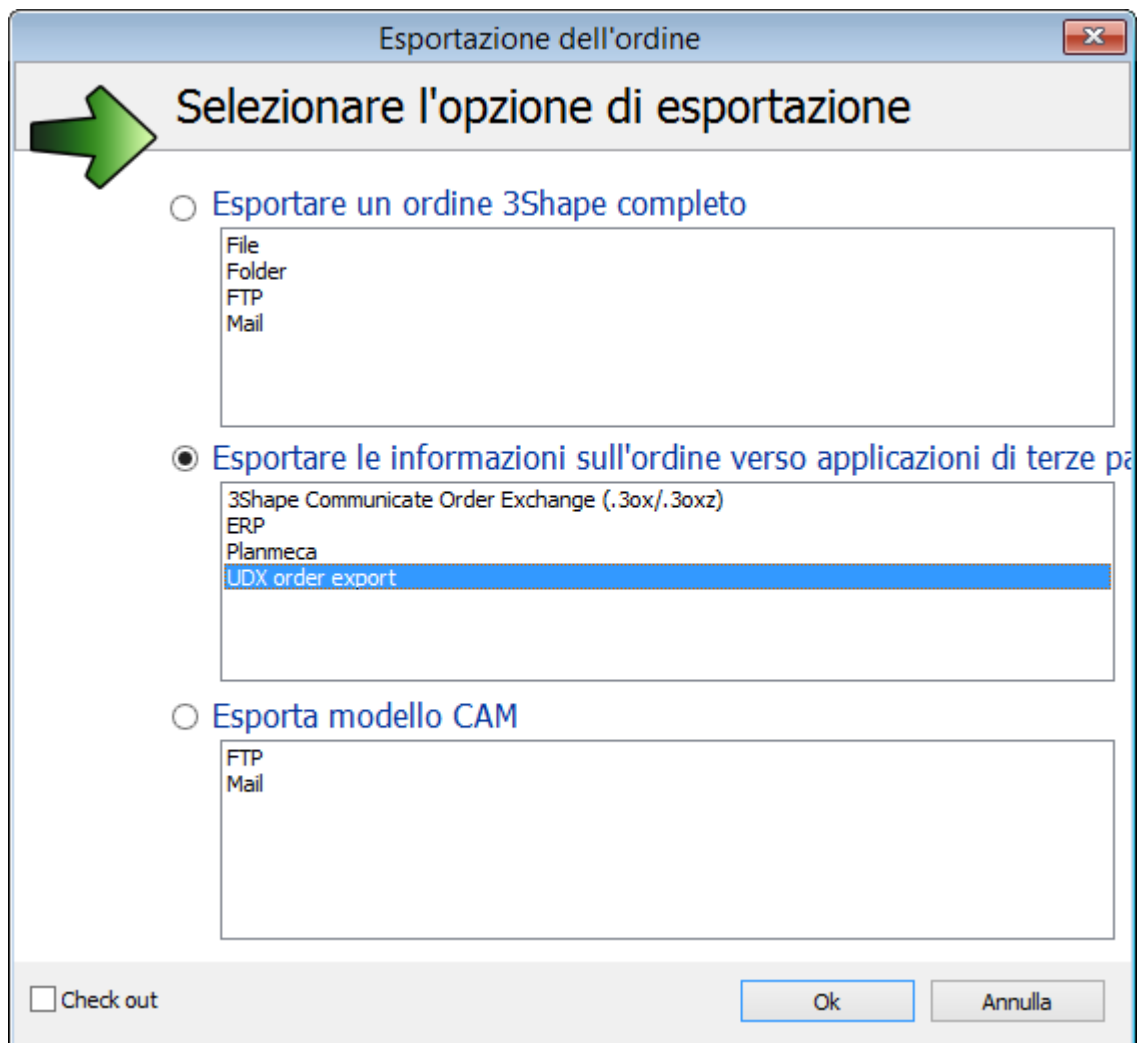 Esportazione dell'ordine
Selezionare l'opzione di esportazione
Esportare un ordine 3Shape completo
File
Folder
FTP
Mail
Esportare le informazioni sull'ordine verso applicazioni di terze pa
3Shape Communicate Order Exchange (.3ox/.3oxz)
ERP
Planmeca
UDX order export
Esporta modello CAM
FTP
Mail
Check out
Ok
Annulla